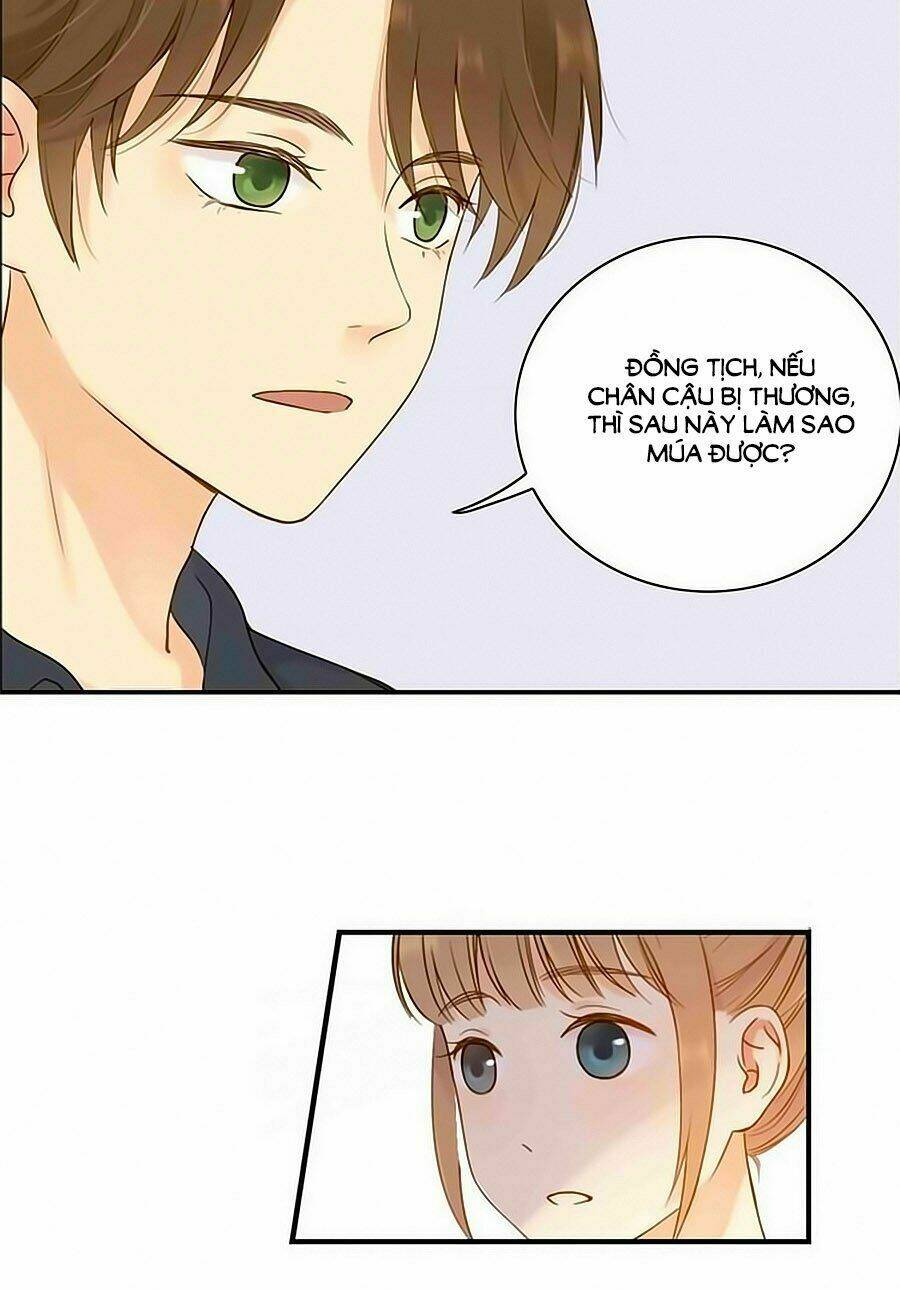 ĐỒNG TỊCH, NẾU
CHÂN CẬU BỊ THƯƠNG,
THÌ SAU NÀY LÀM SAO
MÚA ĐƯỢC?